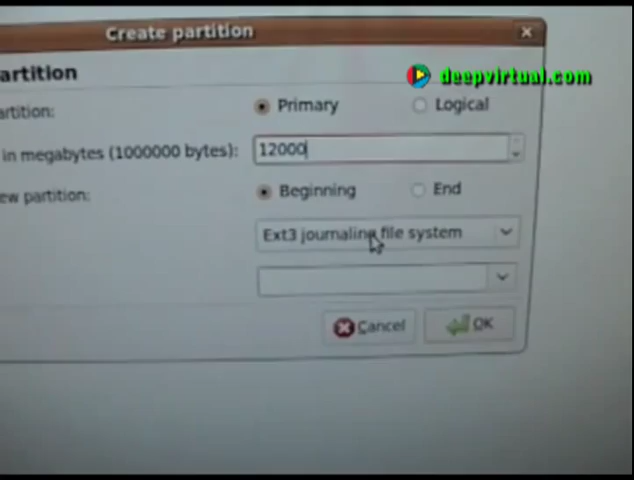 Create partition
deepvirtual.com
artition
artition:
Primary
Logical
in megabytes (1000000 bytes):
12000
ew partition:
Beginning
End
Ext3 journaling file system
Cancel
OK